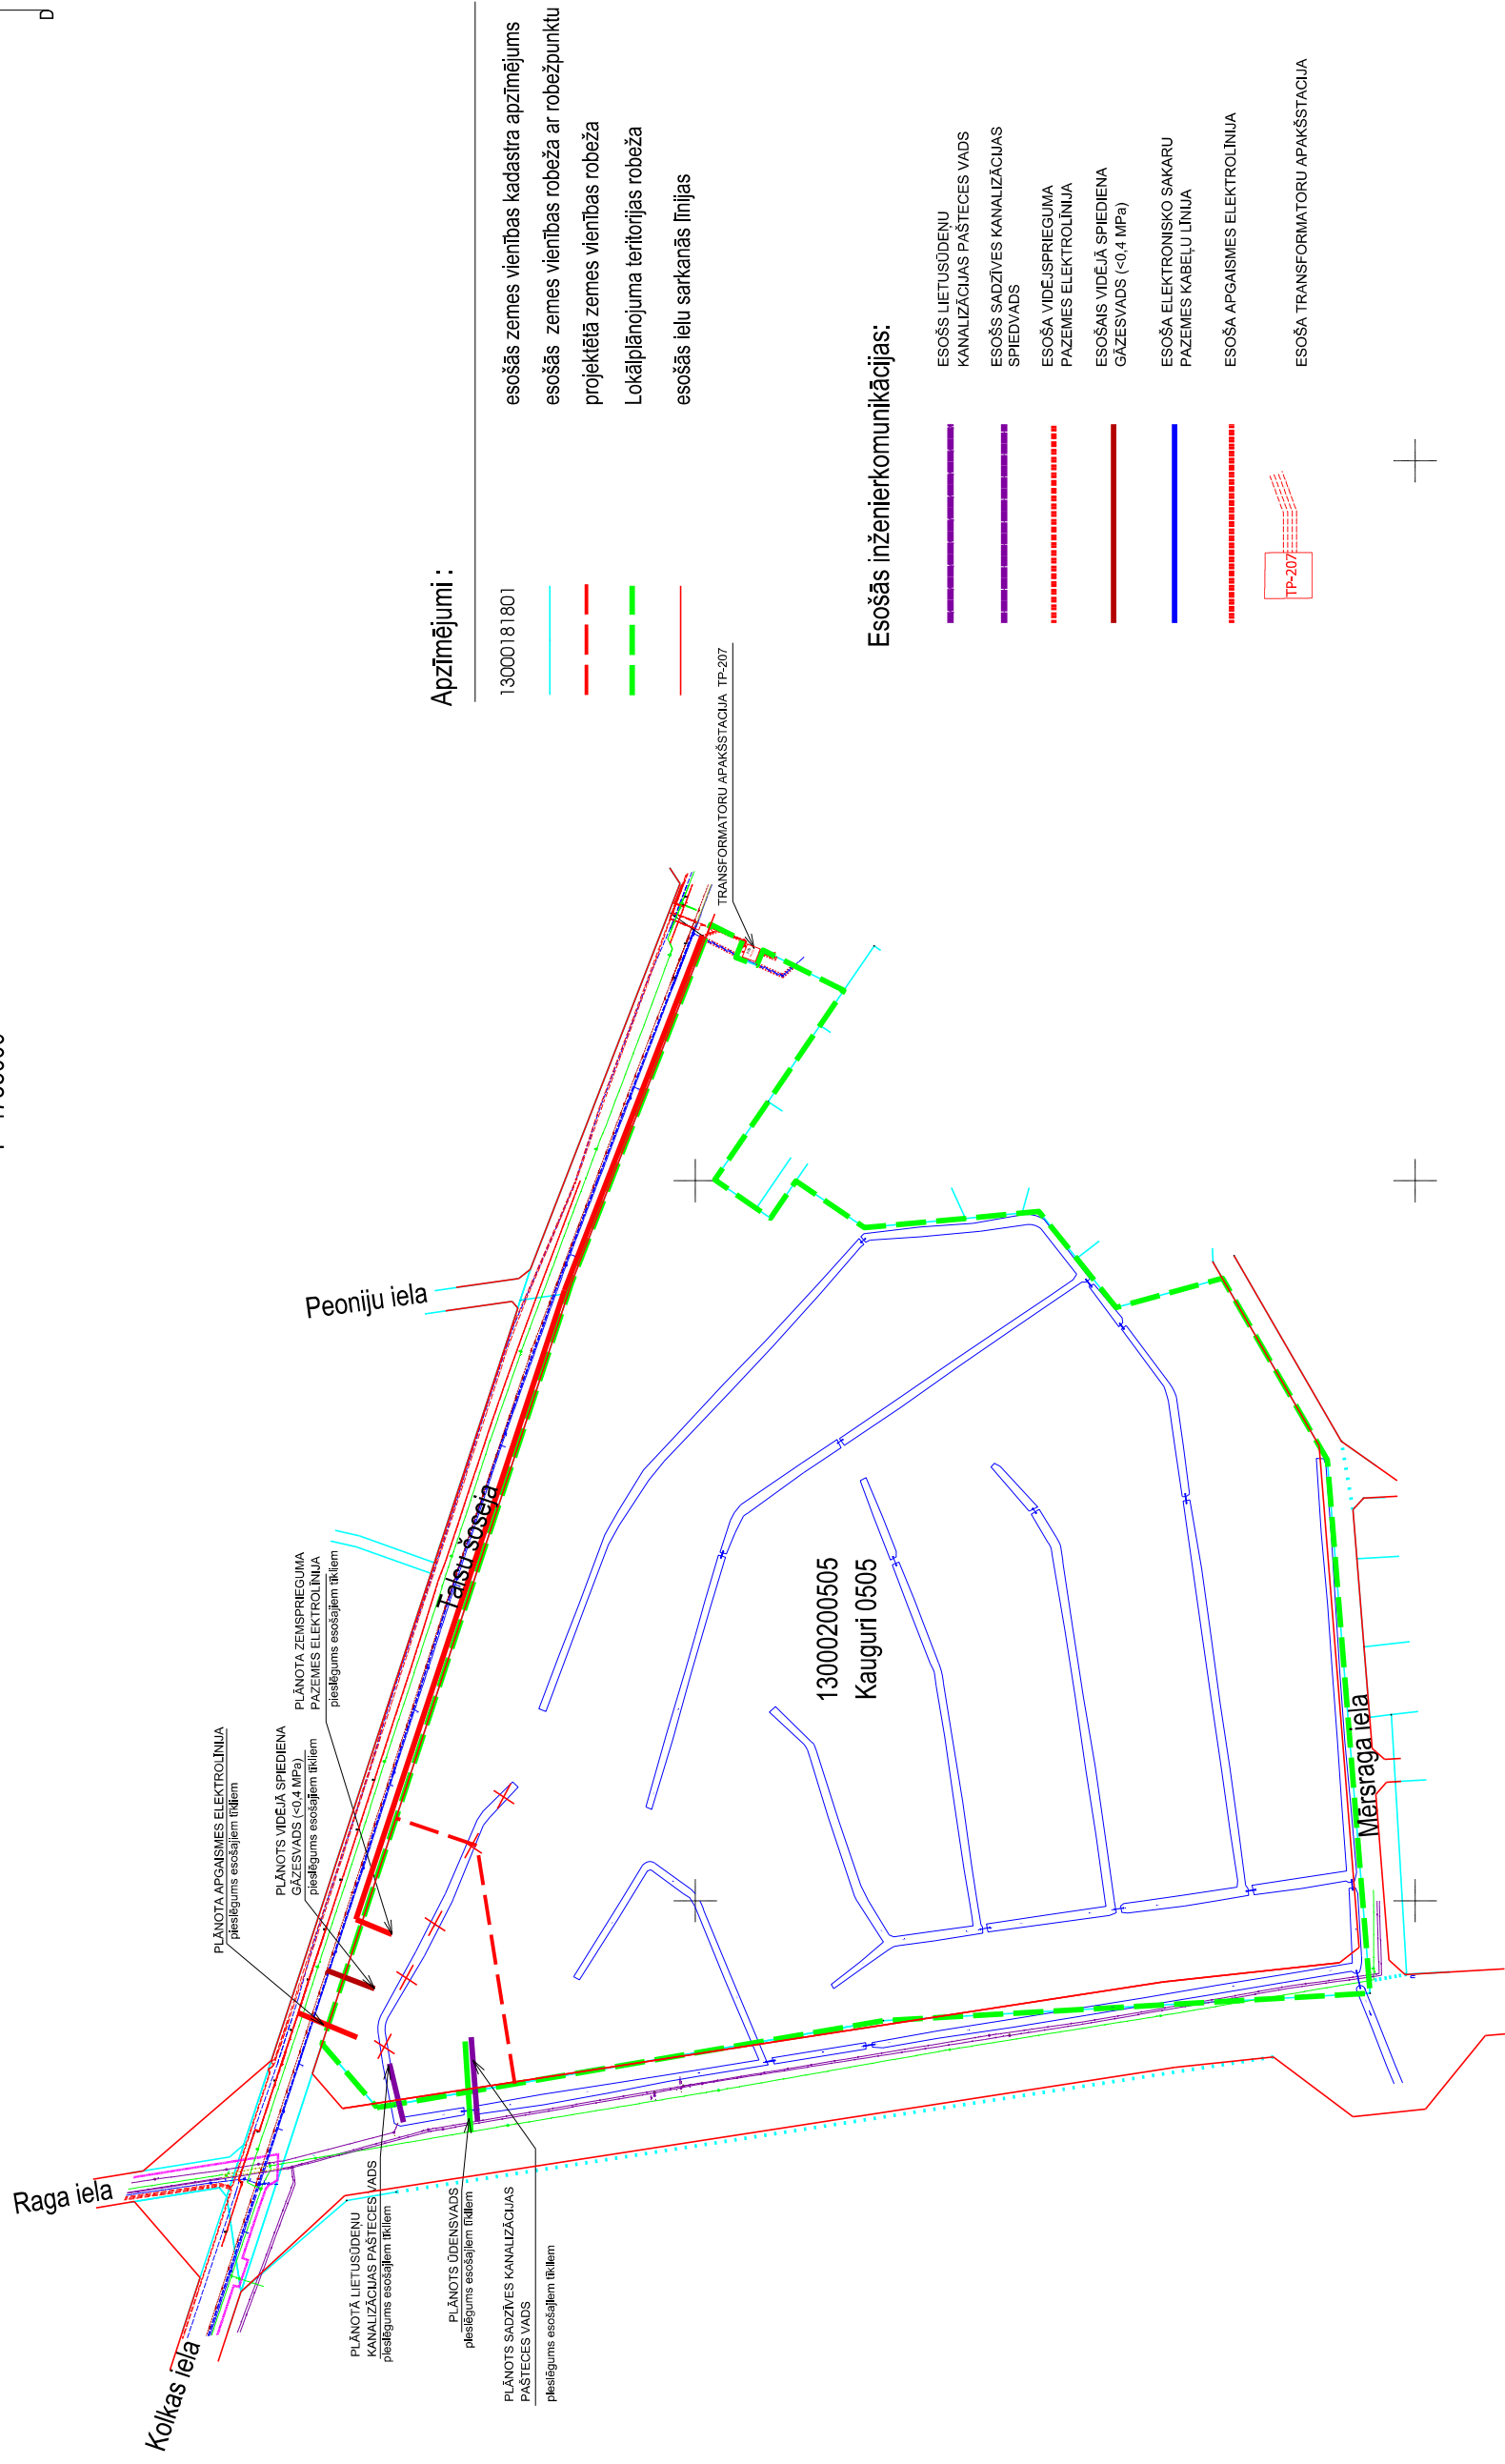 Apzīmējumi :
13000181801
esošās zemes vienības kadastra apzīmējums
esošās zemes vienības robeža ar robežpunktu
projektētā zemes vienības robeža
Lokālplānojuma teritorijas robeža
esošās ielu sarkanās līnijas
Esošās inženierkomunikācijas:
ESOŠS LIETUSŪDEŅU
KANALIZĀCIJAS PAŠTECES VADS
ESOŠS SADZĪVES KANALIZĀCIJAS
SPIEDVADS
ESOŠA VIDĒJSPRIEGUMA
PAZEMES ELEKTROLĪNIJA
ESOŠAIS VIDĒJĀ SPIEDIENA
GĀZESVADS (<0,4 MPa)
ESOŠA ELEKTRONISKO SAKARU
PAZEMES KABEĻU LĪNIJA
ESOŠA APGAISMES ELEKTROLĪNIJA
TP-207
ESOŠA TRANSFORMATORU APAKŠSTACIJA
TRANSFORMATORU APAKŠSTACIJA TP-207
Peoniju iela
Talsu šoseja
PLĀNOTA ZEMSPRIEGUMA
PAZEMES ELEKTROLĪNIJA
pieslēgums esošajiem tīkliem
PLĀNOTS VIDĒJĀ SPIEDIENA
GĀZESVADS (<0,4 MPa)
pieslēgums esošajiem tīkliem
PLĀNOTA APGAISMES ELEKTROLĪNIJA
pieslēgums esošajiem tīkliem
13000200505
Kauguri 0505
Mērsraga iela
Raga iela
Kolkas iela
PLĀNOTĀ LIETUSŪDEŅU
KANALIZĀCIJAS PAŠTECES VADS
pieslēgums esošajiem tīkliem
PLĀNOTS ŪDENSVADS
pieslēgums esošajiem tīkliem
PLĀNOTS SADZĪVES KANALIZĀCIJAS
PAŠTECES VADS
pieslēgums esošajiem tīkliem